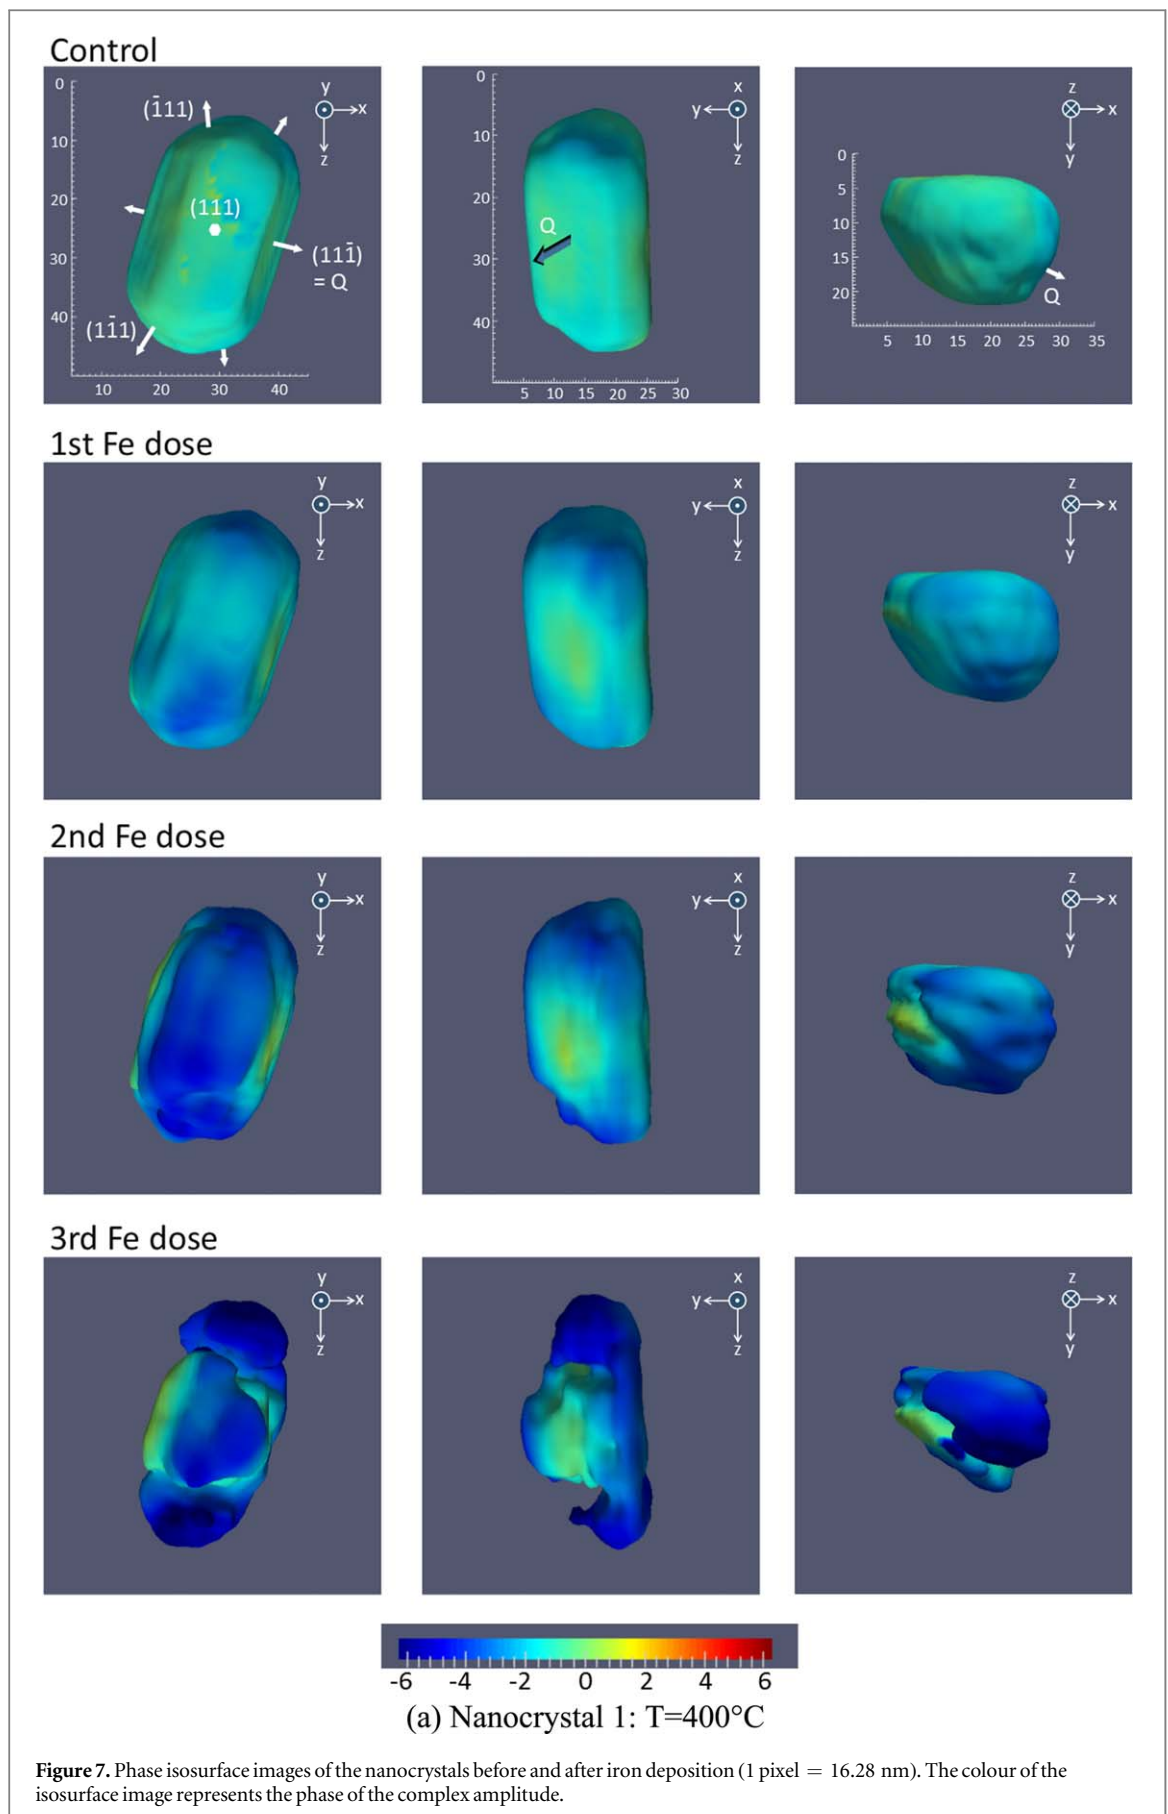 Control
0
10
20
30
40
10 20 30 40
(1̄11)
(111)
(111̄)
= Q
(11̄1)
y
x
z
0
10
20
30
40
5 10 15 20 25 30
Q
x
y
z
0
5
10
15
20
5 10 15 20 25 30 35
Q
z
x
y
1st Fe dose
y
x
z
x
y
z
z
x
y
2nd Fe dose
y
x
z
x
y
z
z
x
y
3rd Fe dose
y
x
z
x
y
z
z
x
y
-6 -4 -2 0 2 4 6
(a) Nanocrystal 1: T=400°C
Figure 7. Phase isosurface images of the nanocrystals before and after iron deposition (1 pixel = 16.28 nm). The colour of the
isosurface image represents the phase of the complex amplitude.